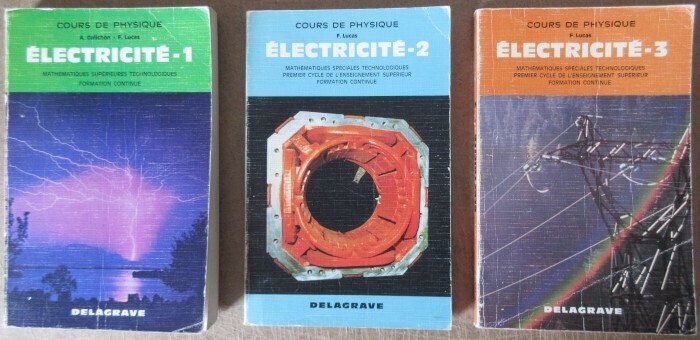 COURS DE PHYSIQUE
F. Lucas
ÉLECTRICITÉ-1
MATHÉMATIQUES SUPÉRIEURES TECHNOLOGIQUES
FORMATION CONTINUE
DELAGRAVE
COURS DE PHYSIQUE
F. Lucas
ÉLECTRICITÉ-2
MATHÉMATIQUES SPÉCIALES TECHNOLOGIQUES
PREMIER CYCLE DE L'ENSEIGNEMENT SUPÉRIEUR
FORMATION CONTINUE
DELAGRAVE
COURS DE PHYSIQUE
F. Lucas
ÉLECTRICITÉ-3
MATHÉMATIQUES SPÉCIALES TECHNOLOGIQUES
PREMIER CYCLE DE L'ENSEIGNEMENT SUPÉRIEUR
FORMATION CONTINUE
DELAGRAVE